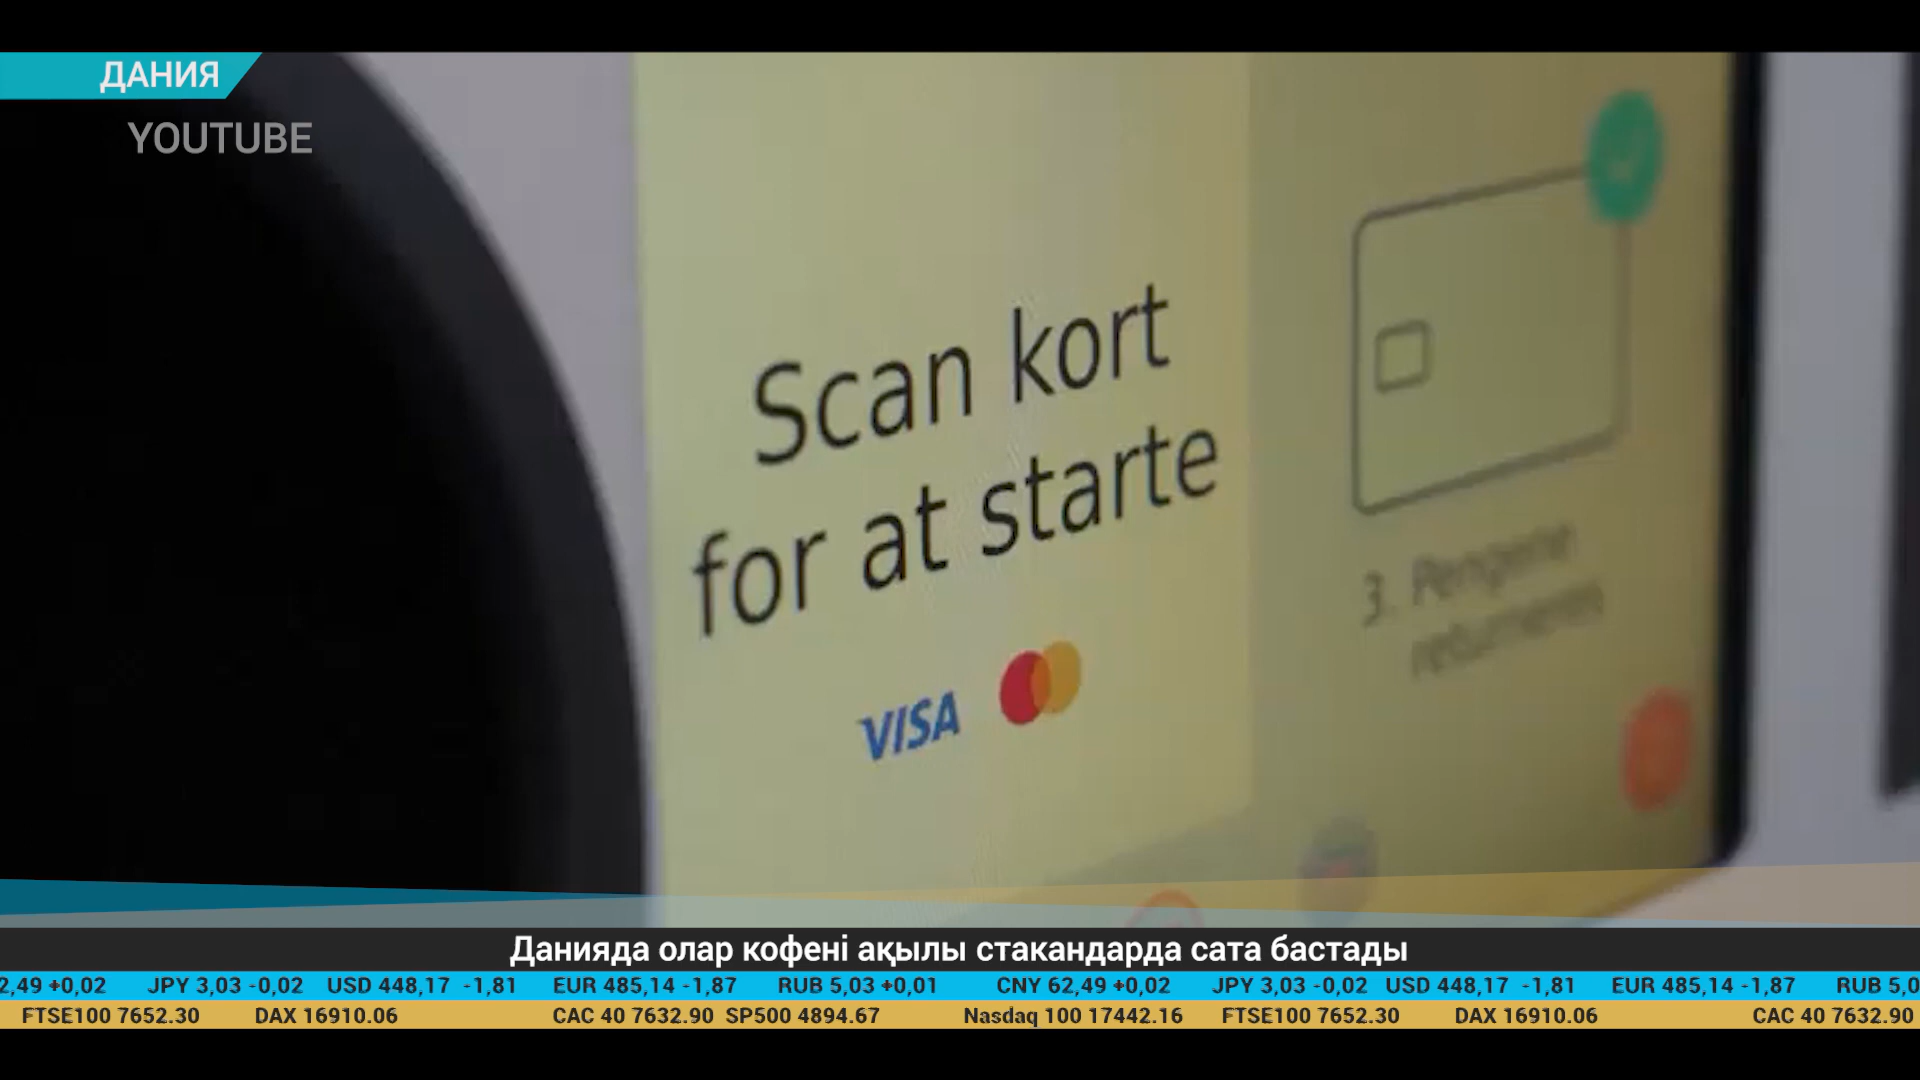 ДАНИЯ
YOUTUBE
Scan kort
for at starte
VISA
3. Pengene
returneres
Данияда олар кофені ақылы стакандарда сата бастады
2,49 +0,02 JPY 3,03 -0,02 USD 448,17 -1,81 EUR 485,14 -1,87 RUB 5,03 +0,01 CNY 62,49 +0,02 JPY 3,03 -0,02 USD 448,17 -1,81 EUR 485,14 -1,87 RUB 5,0
FTSE100 7652.30 DAX 16910.06 CAC 40 7632.90 SP500 4894.67 Nasdaq 100 17442.16 FTSE100 7652.30 DAX 16910.06 CAC 40 7632.90